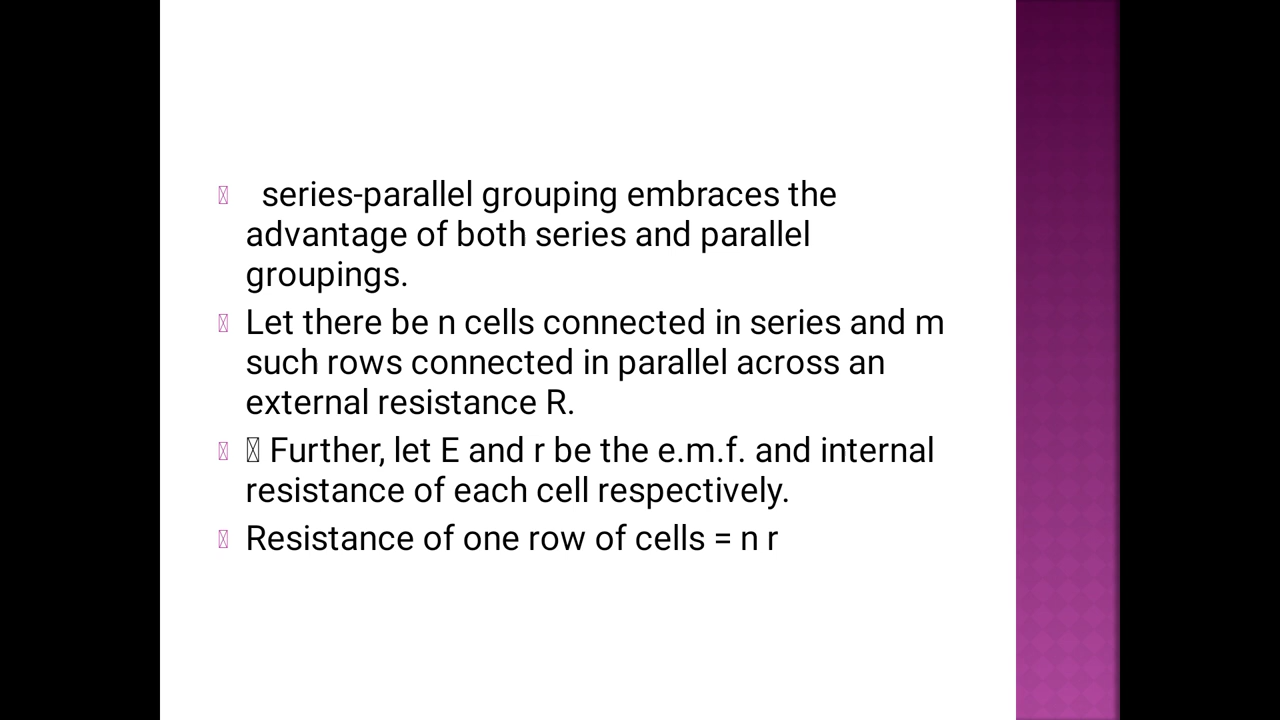 series-parallel grouping embraces the
advantage of both series and parallel
groupings.
Let there be n cells connected in series and m
such rows connected in parallel across an
external resistance R.
Further, let E and r be the e.m.f. and internal
resistance of each cell respectively.
Resistance of one row of cells = n r